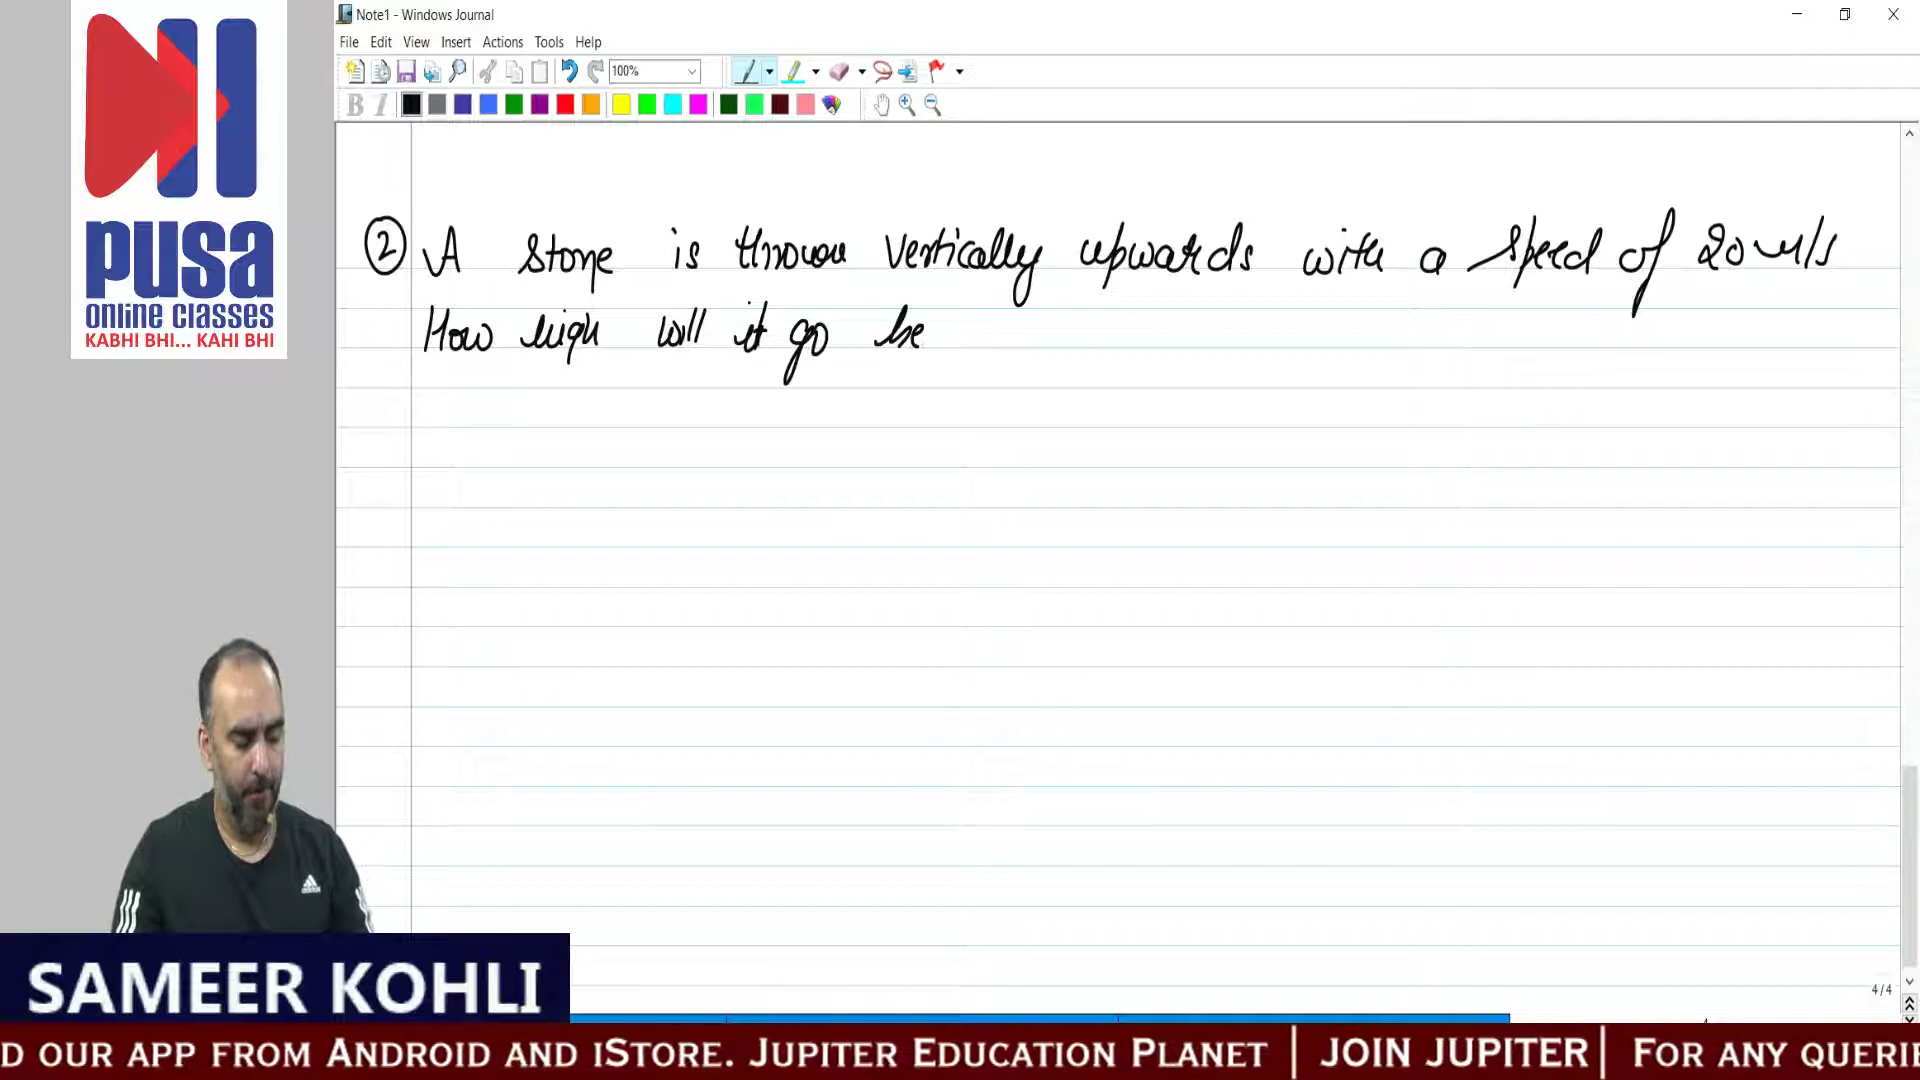 Note1 - Windows Journal
File Edit View Insert Actions Tools Help
100%
B I
PUSA
online classes
KABHI BHI... KAHI BHI
② A stone is thrown vertically upwards with a speed of 20 m/s
How high will it go be
4/4
SAMEER KOHLI
D OUR APP FROM ANDROID AND iSTORE. JUPITER EDUCATION PLANET | JOIN JUPITER | FOR ANY QUERIE